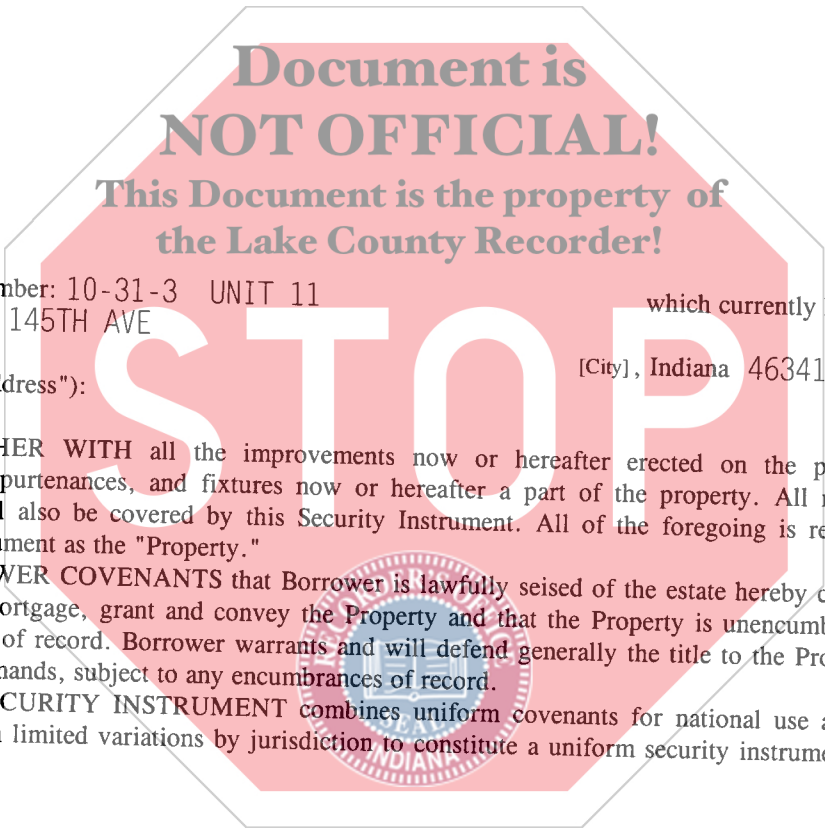 Document is
NOT OFFICIAL!
This Document is the property of
the Lake County Recorder!
mber: 10-31-3 UNIT 11
which currently
145TH AVE
[City], Indiana 46341
dress"):
STOP
HER WITH all the improvements now or hereafter erected on the p
purtenances, and fixtures now or hereafter a part of the property. All
also be covered by this Security Instrument. All of the foregoing is re
ment as the "Property."
WER COVENANTS that Borrower is lawfully seised of the estate hereby
ortgage, grant and convey the Property and that the Property is unencumb
of record. Borrower warrants and will defend generally the title to the Pro
mands, subject to any encumbrances of record.
CURITY INSTRUMENT combines uniform covenants for national use a
limited variations by jurisdiction to constitute a uniform security instrume
RECORDER'S OFFICE
SEAL
INDIANA